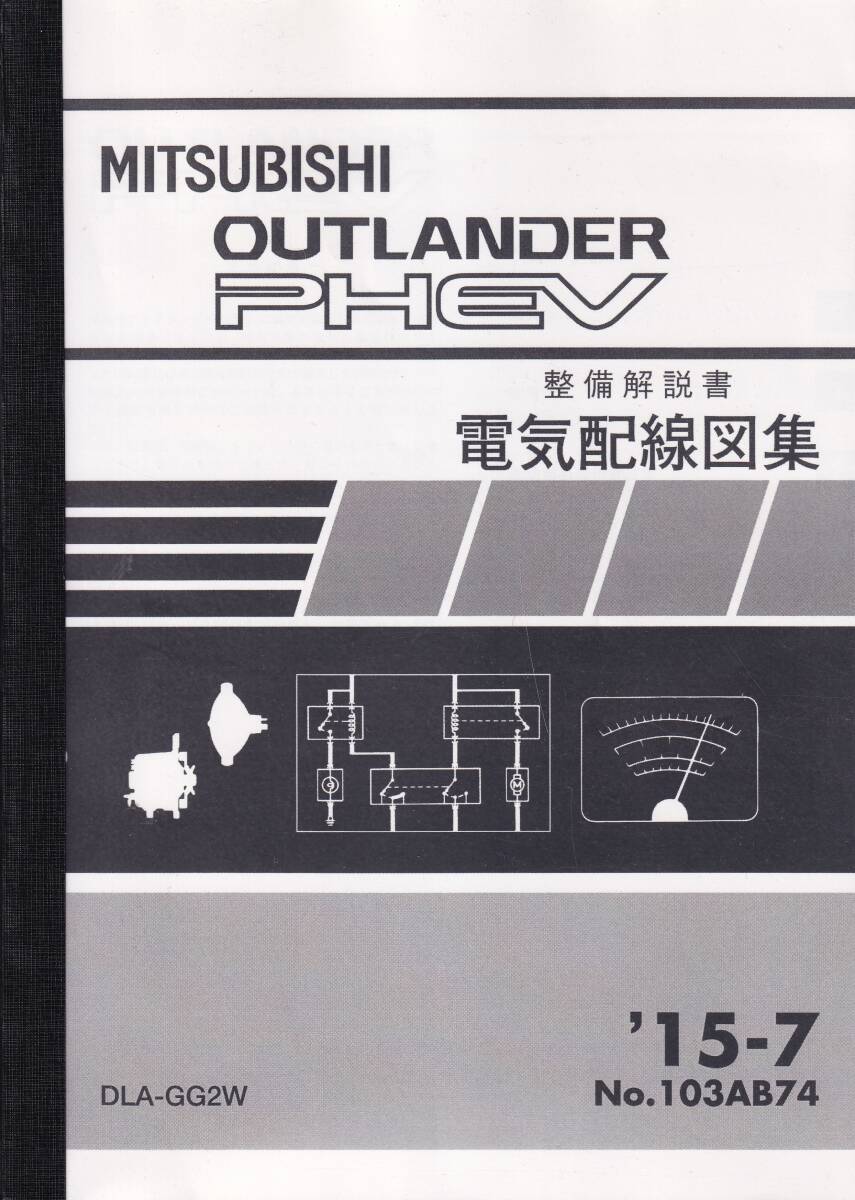 MITSUBISHI
OUTLANDER
PHEV
整備解説書
電気配線図集
M
'15-7
DLA-GG2W
No.103AB74